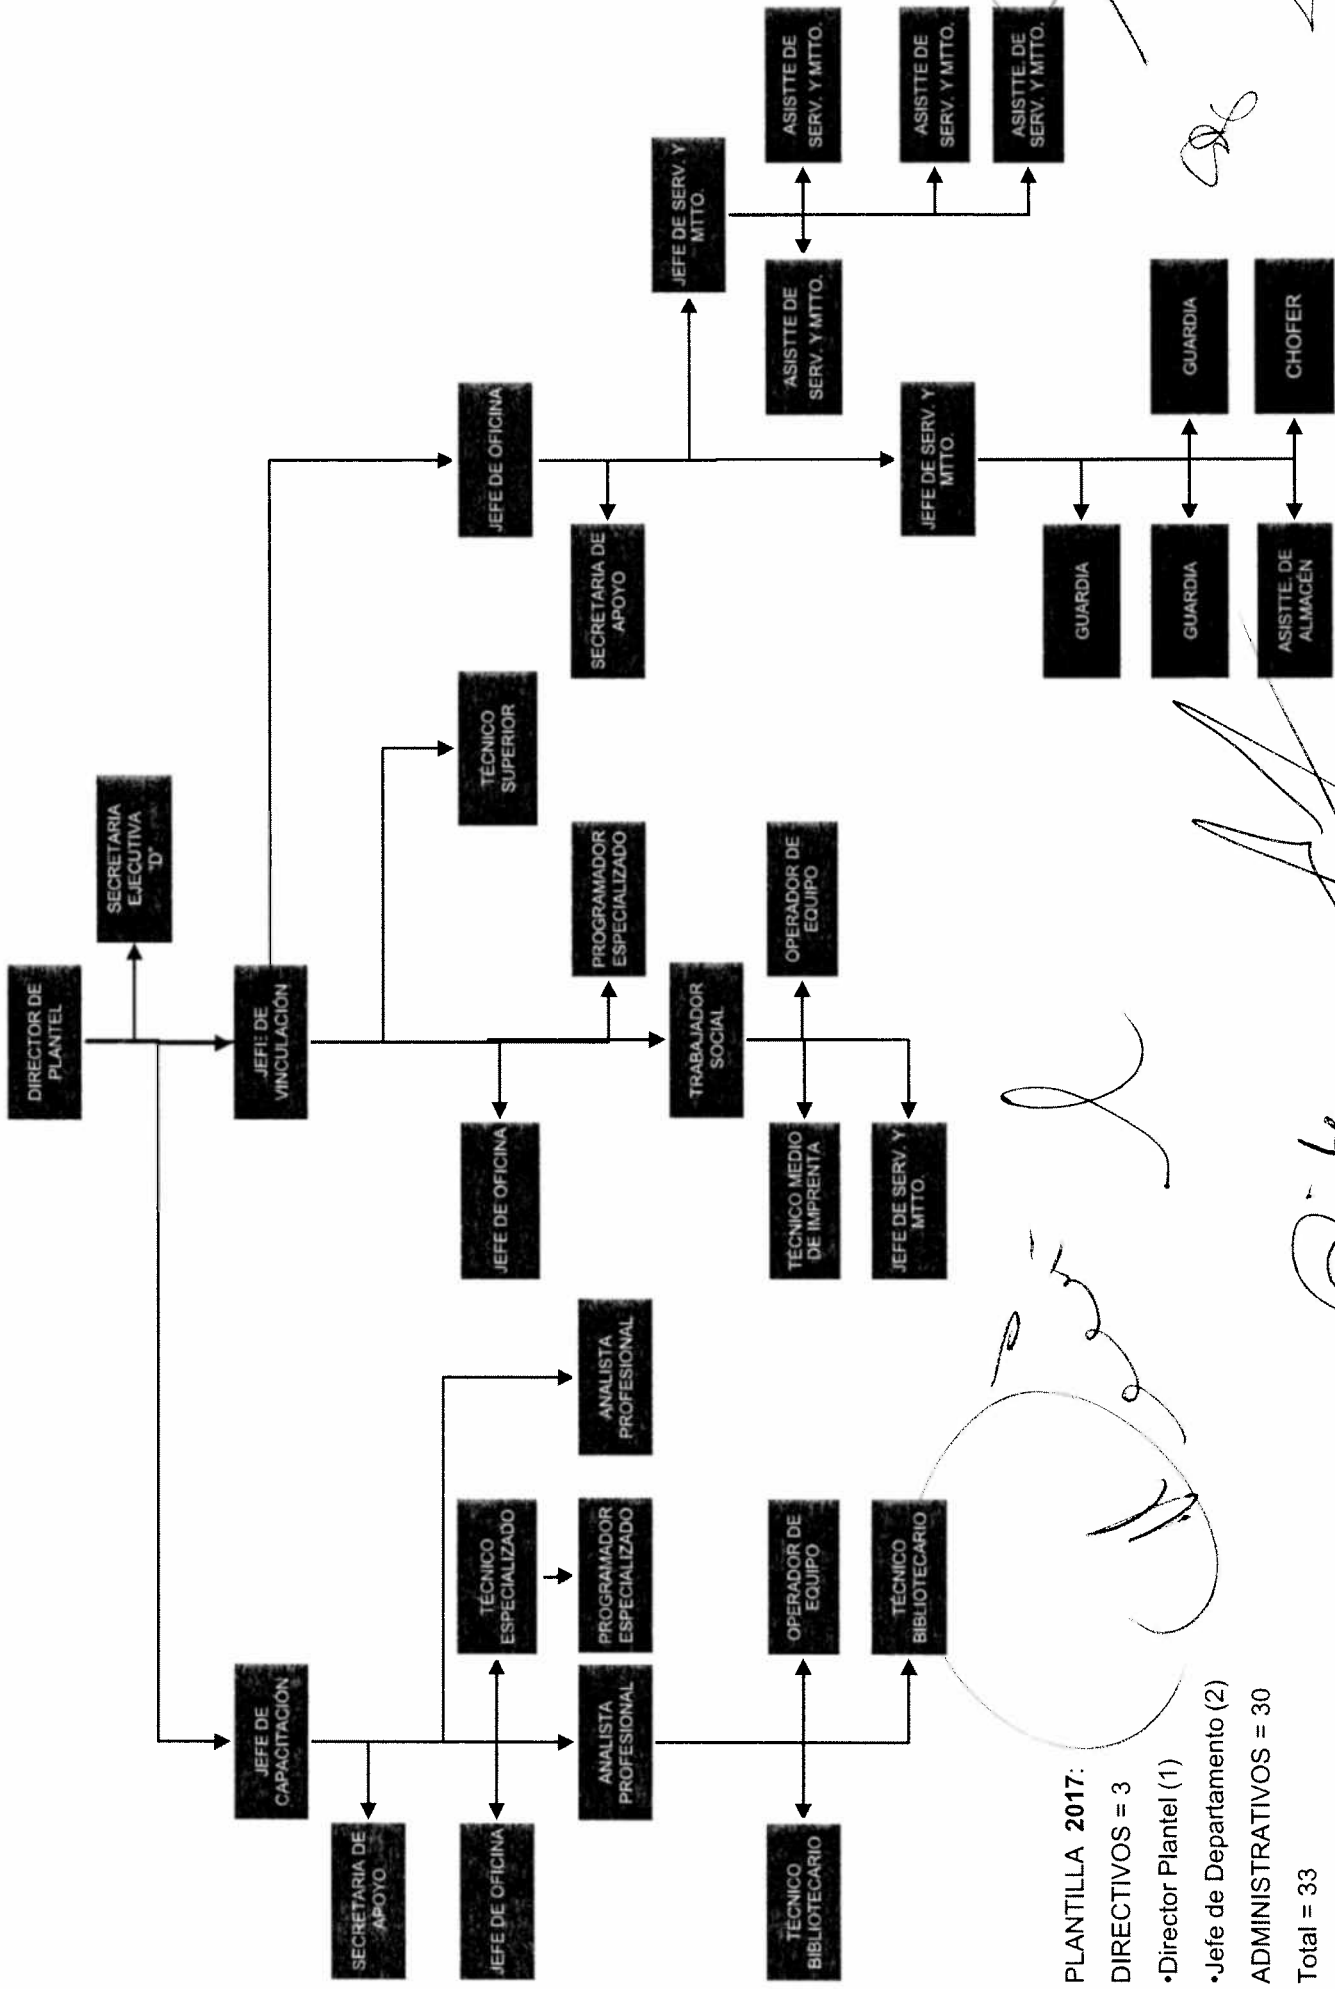 DIRECTOR DE
PLANTEL
SECRETARIA
EJECUTIVA
"D"
JEFE DE
CAPACITACIÓN
JEFE DE
VINCULACIÓN
SECRETARIA DE
APOYO
JEFE DE OFICINA
TÉCNICO
ESPECIALIZADO
JEFE DE OFICINA
TÉCNICO
SUPERIOR
JEFE DE OFICINA
ANALISTA
PROFESIONAL
PROGRAMADOR
ESPECIALIZADO
ANALISTA
PROFESIONAL
PROGRAMADOR
ESPECIALIZADO
SECRETARIA DE
APOYO
TRABAJADOR
SOCIAL
JEFE DE SERV. Y
MTTO.
TECNICO
BIBLIOTECARIO
OPERADOR DE
EQUIPO
TÉCNICO MEDIO
DE IMPRENTA
OPERADOR DE
EQUIPO
ASISTTE DE
SERV. Y MTTO.
ASISTTE DE
SERV. Y MTTO.
TÉCNICO
BIBLIOTECARIO
JEFE DE SERV. Y
MTTO.
JEFE DE SERV. Y
MTTO.
ASISTTE DE
SERV. Y MTTO.
ASISTTE. DE
SERV. Y MTTO.
GUARDIA
GUARDIA
GUARDIA
ASISTTE. DE
ALMACÉN
CHOFER
PLANTILLA 2017:
DIRECTIVOS = 3
•Director Plantel (1)
•Jefe de Departamento (2)
ADMINISTRATIVOS = 30
Total = 33